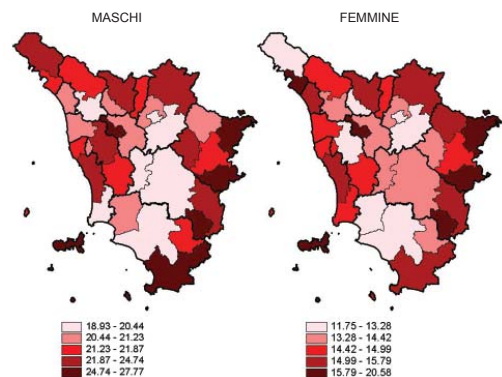 MASCHI
FEMMINE
18.93 - 20.44
20.44 - 21.23
21.23 - 21.87
21.87 - 24.74
24.74 - 27.77
11.75 - 13.28
13.28 - 14.42
14.42 - 14.99
14.99 - 15.79
15.79 - 20.58